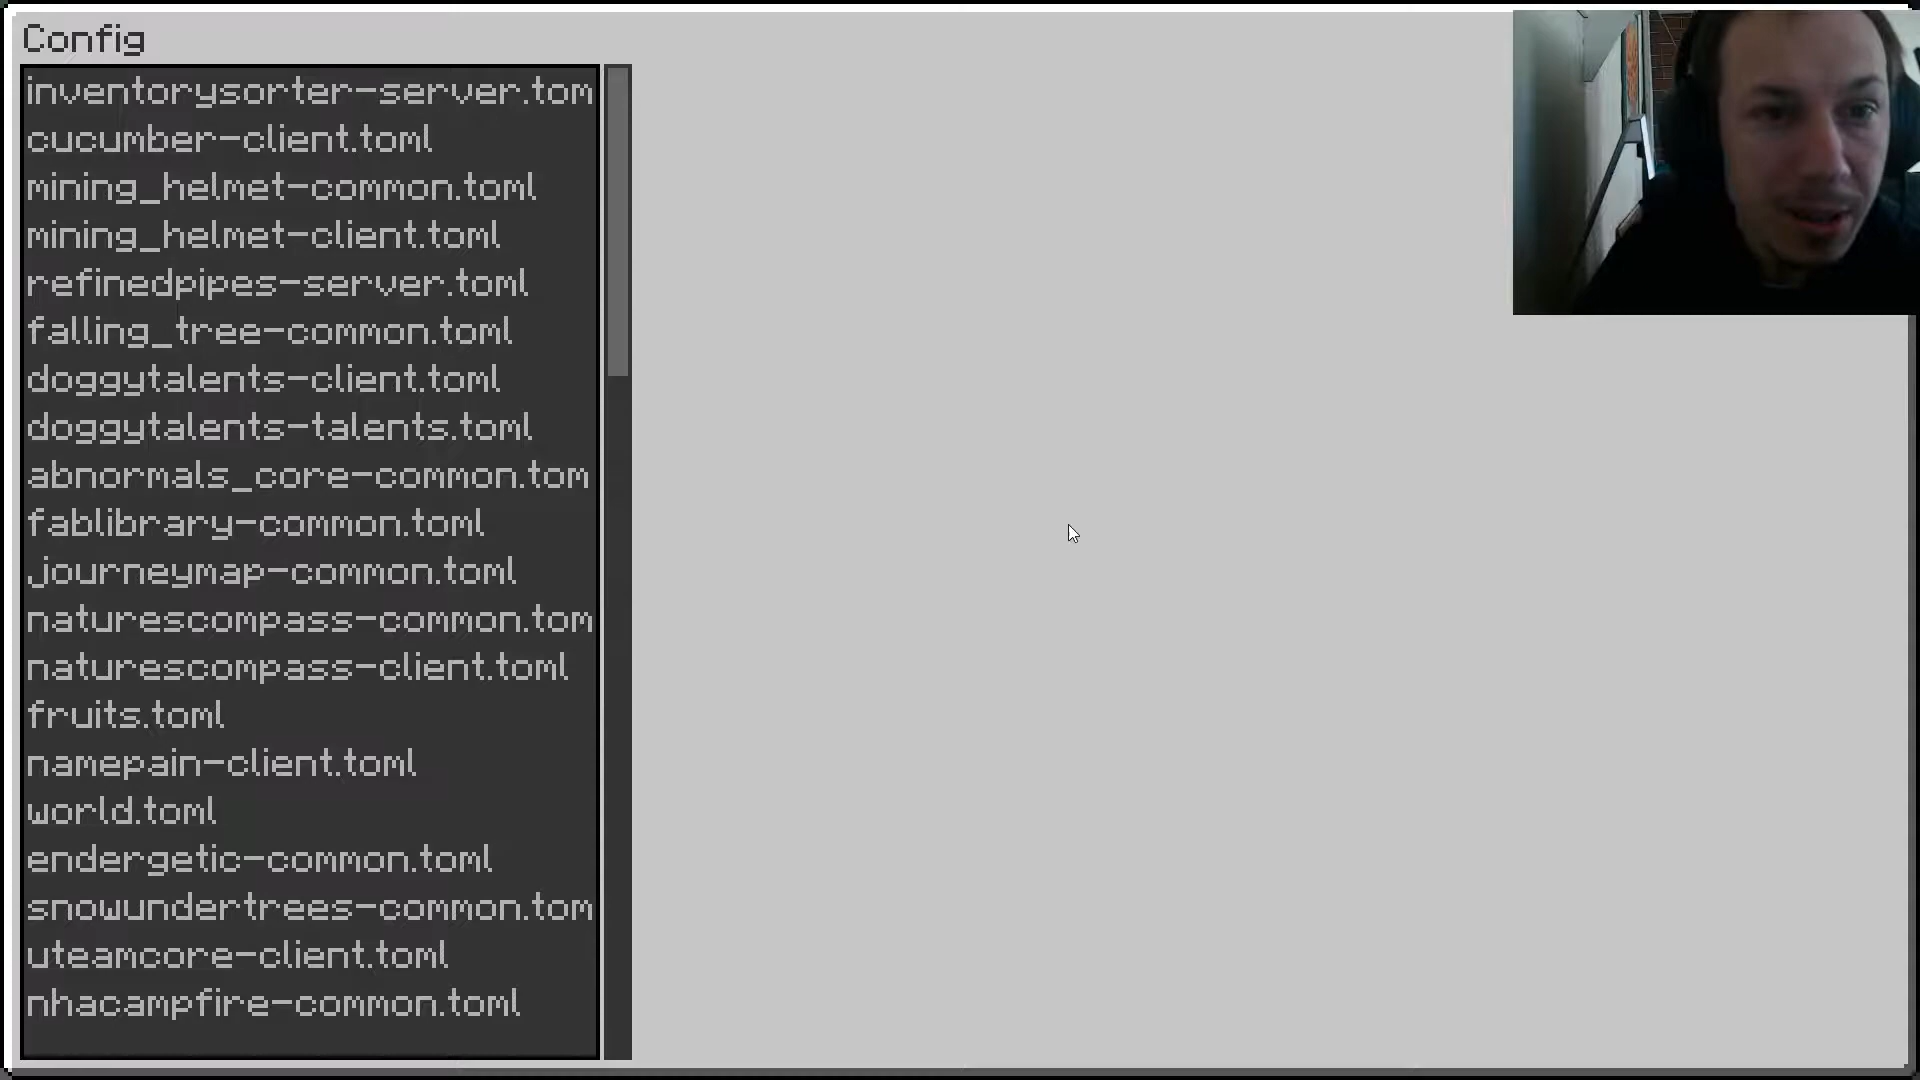 Config
inventorysorter-server.tom
cucumber-client.toml
mining_helmet-common.toml
mining_helmet-client.toml
refinedpipes-server.toml
falling_tree-common.toml
doggytalents-client.toml
doggytalents-talents.toml
abnormals_core-common.tom
fablibrary-common.toml
journeymap-common.toml
naturescompass-common.tom
naturescompass-client.toml
fruits.toml
namepain-client.toml
world.toml
endergetic-common.toml
snowundertrees-common.tom
uteamcore-client.toml
nhacampfire-common.toml